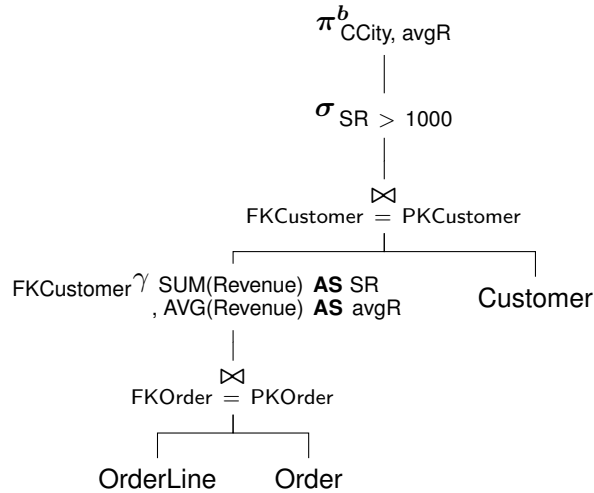 π^b CCity, avgR
σ SR > 1000
⋈
FKCustomer = PKCustomer
FKCustomer γ SUM(Revenue) AS SR
, AVG(Revenue) AS avgR
Customer
⋈
FKOrder = PKOrder
OrderLine Order